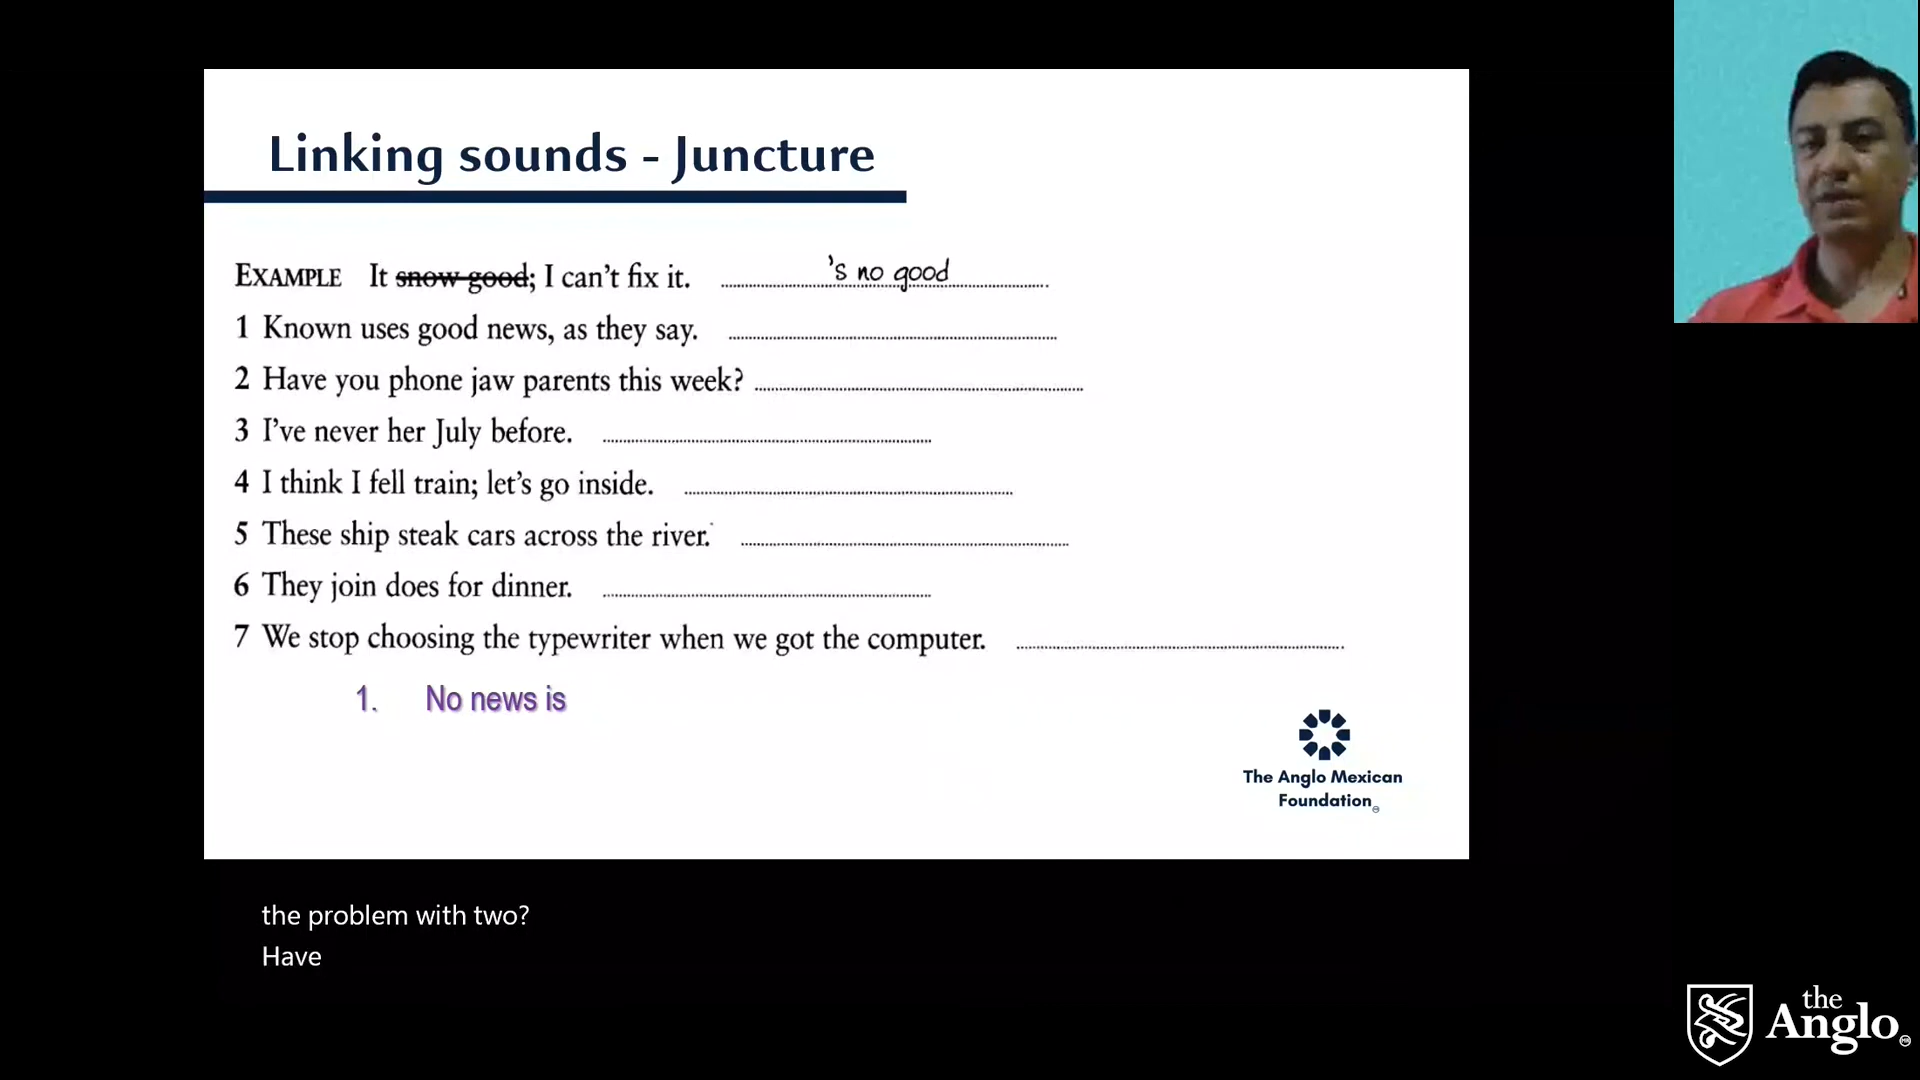 Linking sounds - Juncture
EXAMPLE It snow good; I can't fix it. 's no good
1 Known uses good news, as they say.
2 Have you phone jaw parents this week?
3 I've never her July before.
4 I think I fell train; let's go inside.
5 These ship steak cars across the river.
6 They join does for dinner.
7 We stop choosing the typewriter when we got the computer.
1. No news is
The Anglo Mexican
Foundation
the problem with two?
Have
the
Anglo